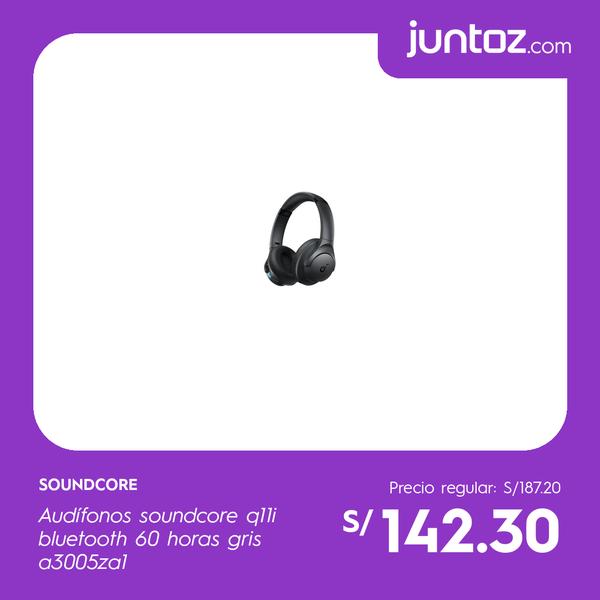 juntoz.com
SOUNDCORE
Audífonos soundcore q11i
bluetooth 60 horas gris
a3005za1
Precio regular: S/187.20
S/142.30